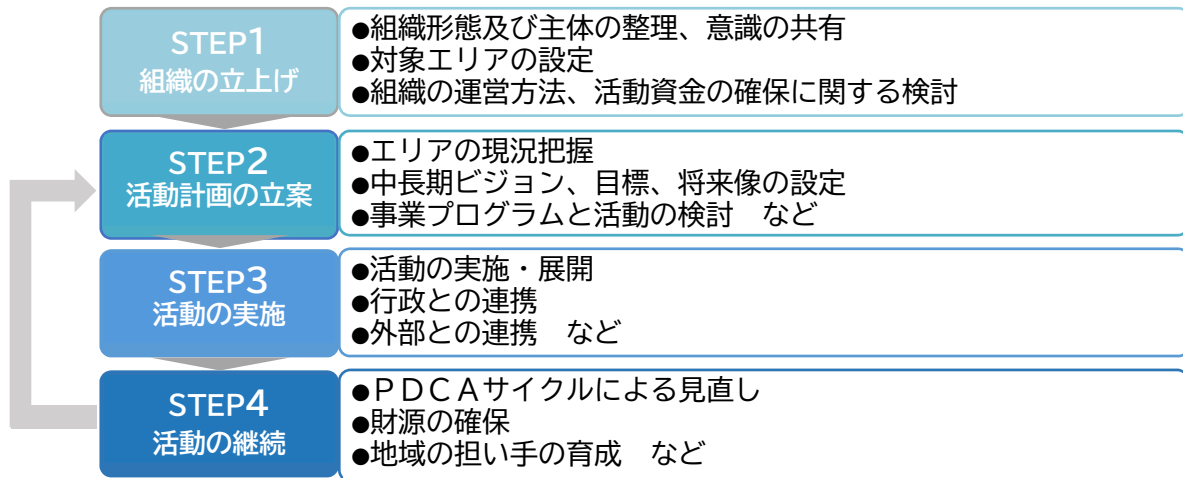 STEP1
組織の立上げ
●組織形態及び主体の整理、意識の共有
●対象エリアの設定
●組織の運営方法、活動資金の確保に関する検討
STEP2
活動計画の立案
●エリアの現況把握
●中長期ビジョン、目標、将来像の設定
●事業プログラムと活動の検討　など
STEP3
活動の実施
●活動の実施・展開
●行政との連携
●外部との連携　など
STEP4
活動の継続
●ＰＤＣＡサイクルによる見直し
●財源の確保
●地域の担い手の育成　など